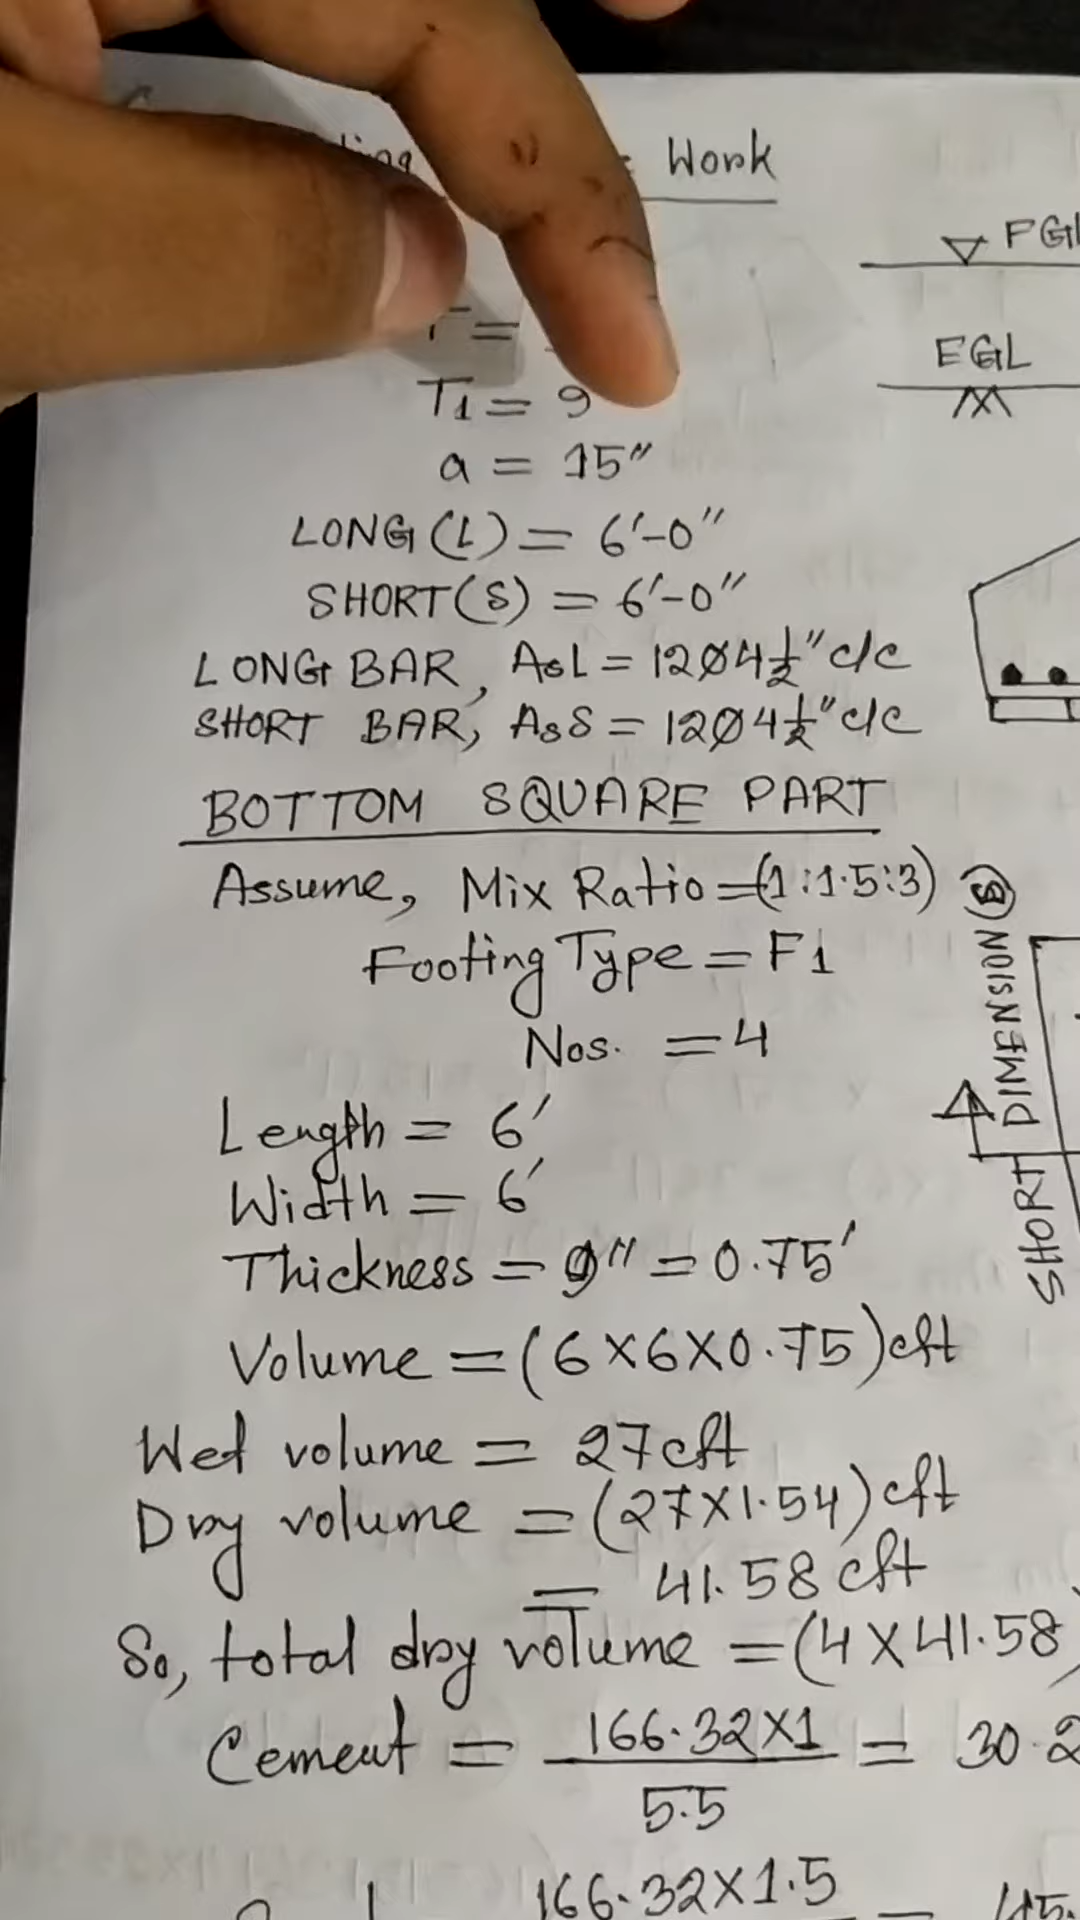 Work
FGL
EGL
T1 = 9
a = 15"
LONG (L) = 6'-0"
SHORT (S) = 6'-0"
LONG BAR, AsL = 12Ø4½" c/c
SHORT BAR, AsS = 12Ø4½" c/c
BOTTOM SQUARE PART
Assume, Mix Ratio = (1:1.5:3)
Footing Type = F1
Nos. = 4
Length = 6'
Width = 6'
Thickness = 9" = 0.75'
Volume = (6×6×0.75) cft
Wet volume = 27 cft
Dry volume = (27×1.54) cft
= 41.58 cft
So, total dry volume = (4×41.58)
Cement = 166.32×1 / 5.5 = 30.2
166.32×1.5 = 45.
SHORT DIMENSION (S)